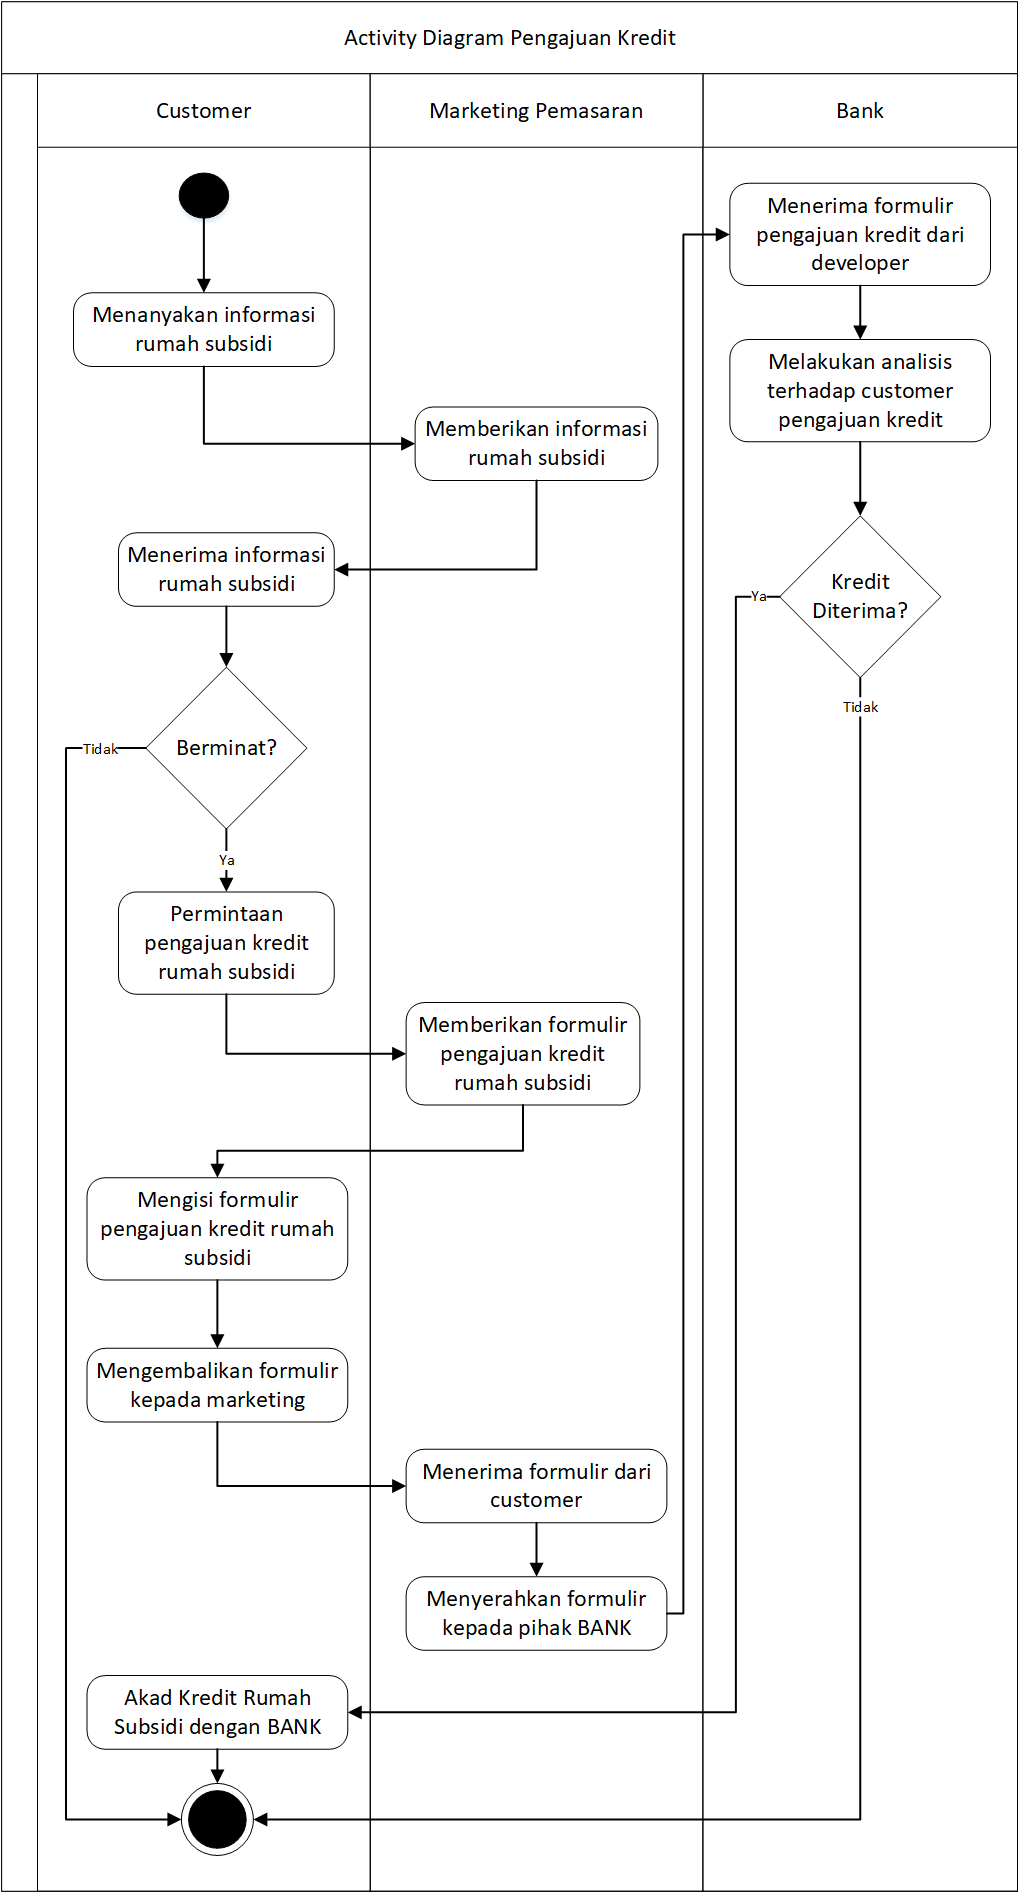 Activity Diagram Pengajuan Kredit
Customer
Marketing Pemasaran
Bank
Menanyakan informasi
rumah subsidi
Memberikan informasi
rumah subsidi
Menerima informasi
rumah subsidi
Berminat?
Tidak
Ya
Permintaan
pengajuan kredit
rumah subsidi
Memberikan formulir
pengajuan kredit
rumah subsidi
Mengisi formulir
pengajuan kredit rumah
subsidi
Mengembalikan formulir
kepada marketing
Menerima formulir dari
customer
Menyerahkan formulir
kepada pihak BANK
Menerima formulir
pengajuan kredit dari
developer
Melakukan analisis
terhadap customer
pengajuan kredit
Kredit
Diterima?
Ya
Tidak
Akad Kredit Rumah
Subsidi dengan BANK